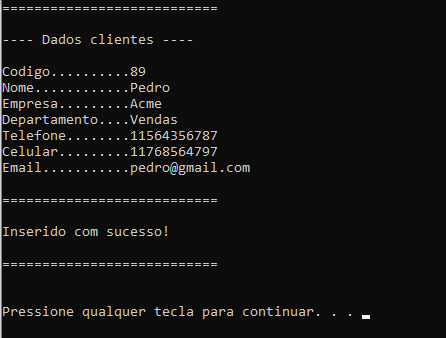 ===========================
---- Dados clientes ----
Codigo..........89
Nome............Pedro
Empresa.........Acme
Departamento....Vendas
Telefone........11564356787
Celular.........11768564797
Email...........pedro@gmail.com
===========================
Inserido com sucesso!
===========================
Pressione qualquer tecla para continuar. . .